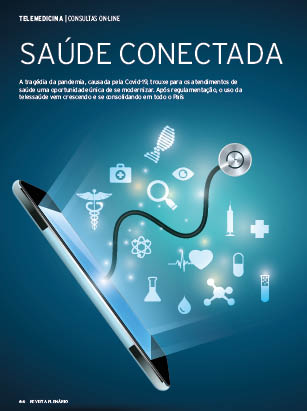 TELEMEDICINA | CONSULTAS ON-LINE
SAÚDE CONECTADA
A tragédia da pandemia, causada pela Covid-19, trouxe para os atendimentos de
saúde uma oportunidade única de se modernizar. Após regulamentação, o uso da
telessaúde vem crescendo e se consolidando em todo o País
64 REVISTA PLENÁRIO